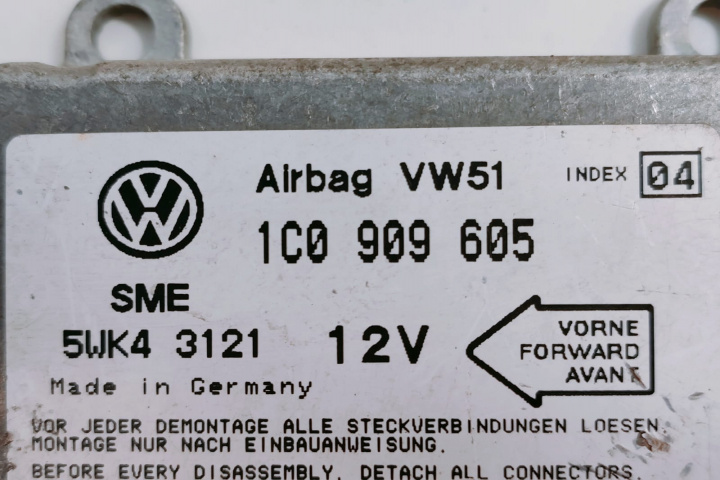 Airbag VW51 INDEX 04
1C0 909 605
SME
5WK4 3121 12V
VORNE
FORWARD
AVANT
Made in Germany
VOR JEDER DEMONTAGE ALLE STECKVERBINDUNGEN LOESEN.
MONTAGE NUR NACH EINBAUANWEISUNG.
BEFORE EVERY DISASSEMBLY, DETACH ALL CONNECTORS.